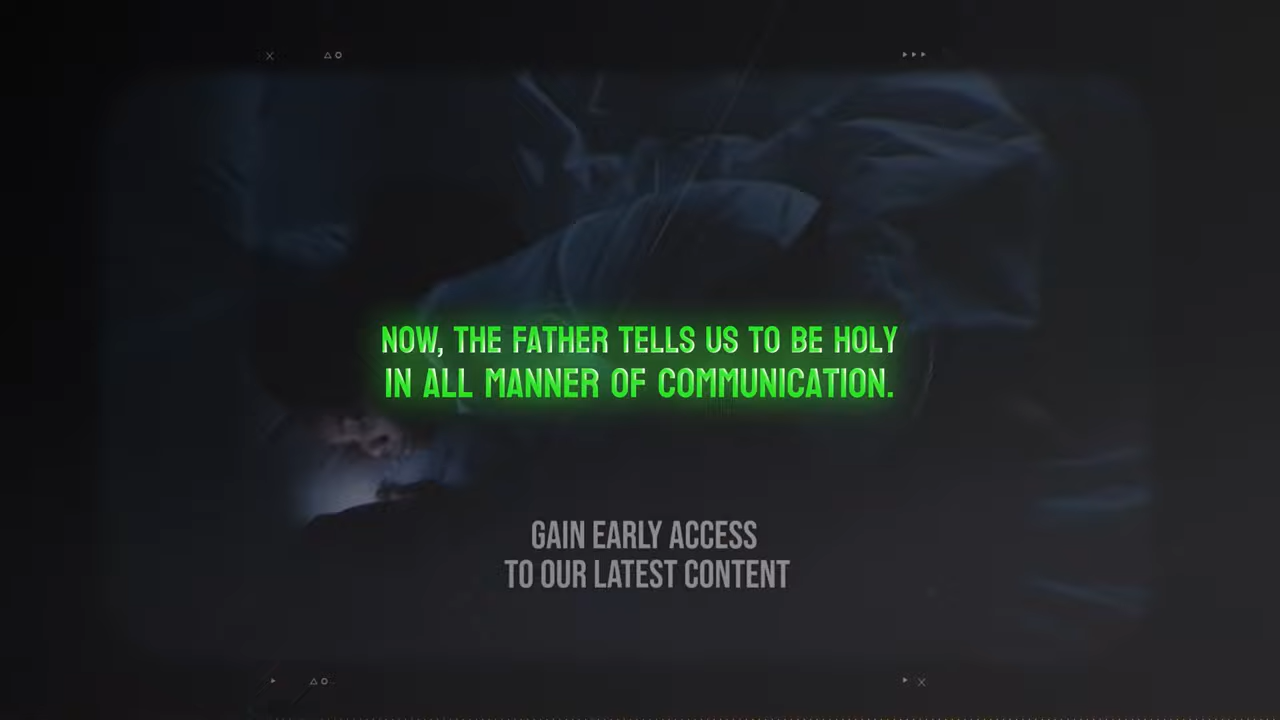 NOW, THE FATHER TELLS US TO BE HOLY
IN ALL MANNER OF COMMUNICATION.
GAIN EARLY ACCESS
TO OUR LATEST CONTENT